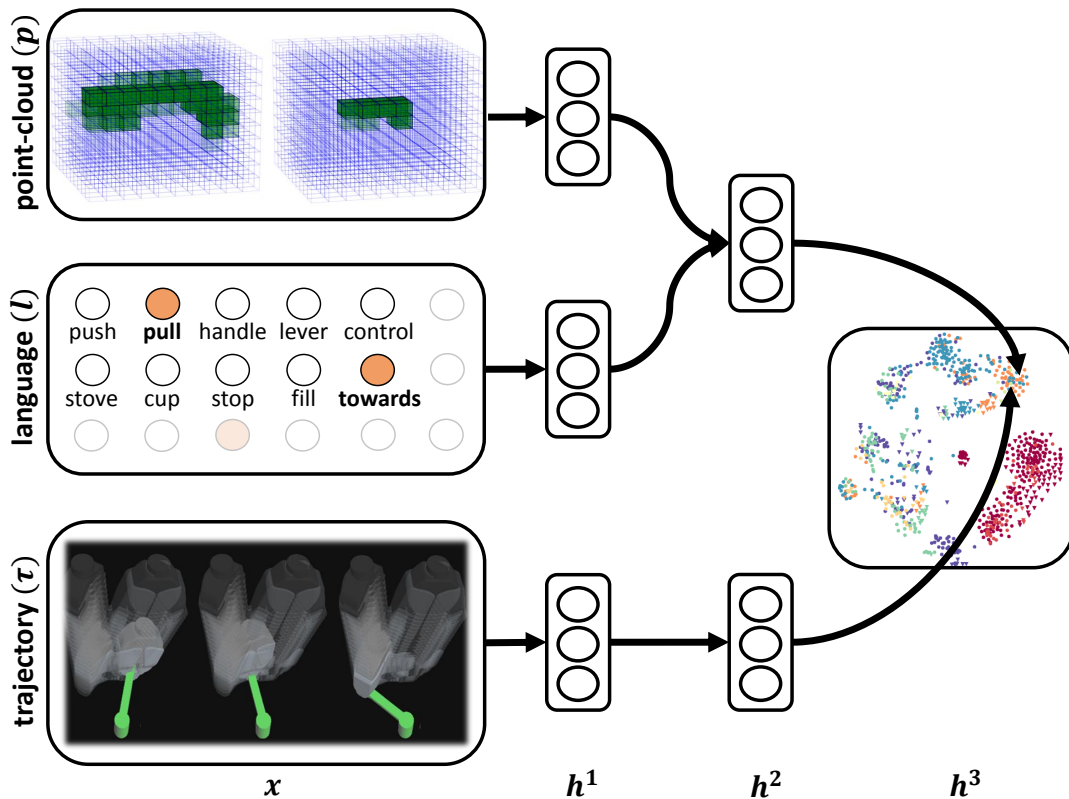 point-cloud (p)
language (l)
push pull handle lever control
stove cup stop fill towards
trajectory (τ)
x h¹ h² h³